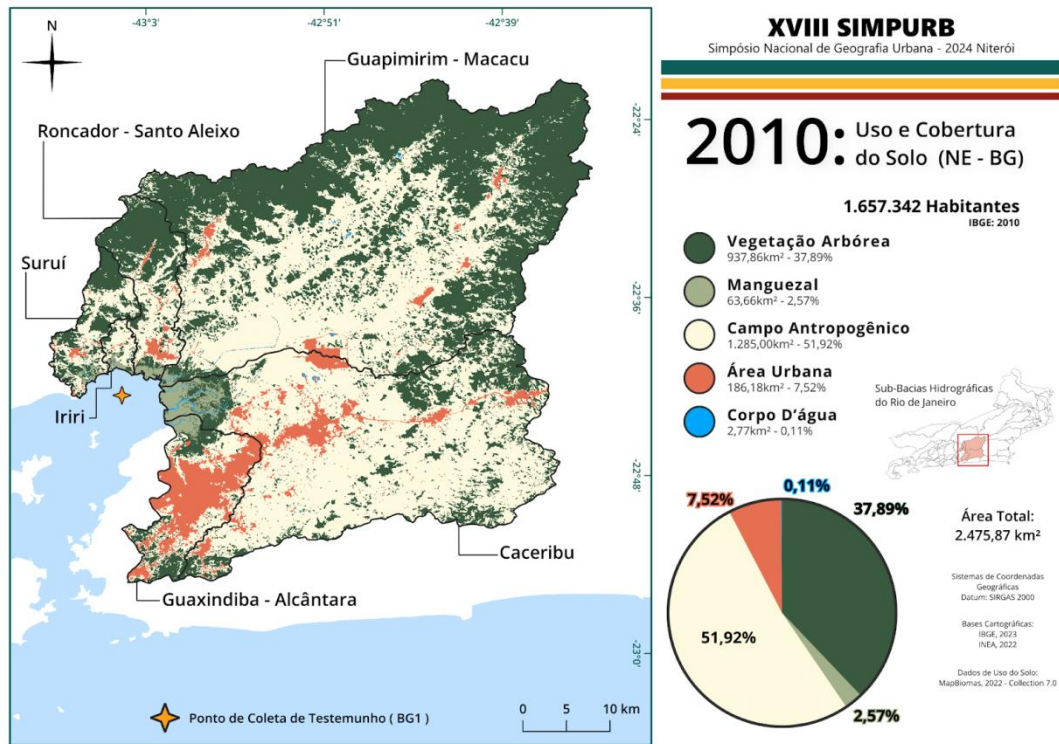 -43°3'
-42°51'
-42°39'
N
Guapimirim - Macacu
Roncador - Santo Aleixo
Suruí
Iriri
Caceribu
Guaxindiba - Alcântara
-22°24'
-22°36'
-22°48'
-23°0'
Ponto de Coleta de Testemunho ( BG1 )
0 5 10 km
XVIII SIMPURB
Simpósio Nacional de Geografia Urbana - 2024 Niterói
2010: Uso e Cobertura
do Solo (NE - BG)
1.657.342 Habitantes
IBGE: 2010
Vegetação Arbórea
937,86km² - 37,89%
Manguezal
63,66km² - 2,57%
Campo Antropogênico
1.285,00km² - 51,92%
Área Urbana
186,18km² - 7,52%
Corpo D'água
2,77km² - 0,11%
Sub-Bacias Hidrográficas
do Rio de Janeiro
0,11%
7,52%
37,89%
51,92%
2,57%
Área Total:
2.475,87 km²
Sistemas de Coordenadas
Geográficas
Datum: SIRGAS 2000
Bases Cartográficas:
IBGE, 2023
INEA, 2022
Dados de Uso do Solo:
MapBiomas, 2022 - Collection 7.0